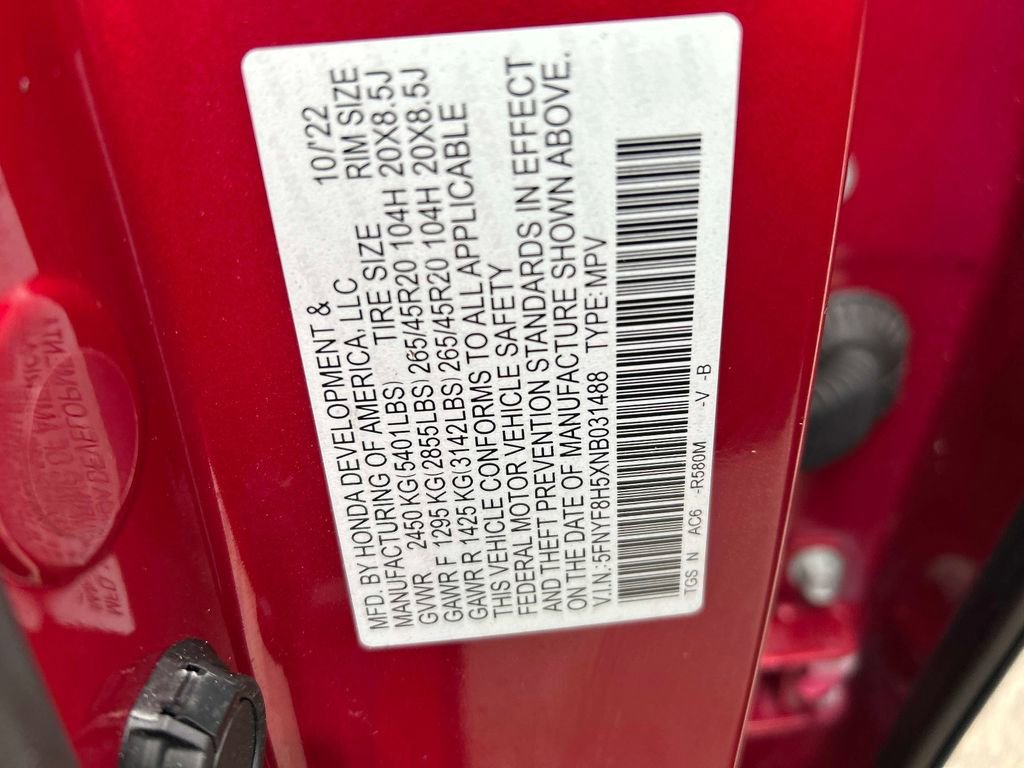 MFD. BY HONDA DEVELOPMENT & 10/'22
MANUFACTURING OF AMERICA, LLC
GVWR 2450 KG(5401LBS) TIRE SIZE RIM SIZE
GAWR F 1295 KG(2855LBS) 265/45R20 104H 20X8.5J
GAWR R 1425 KG(3142LBS) 265/45R20 104H 20X8.5J
THIS VEHICLE CONFORMS TO ALL APPLICABLE
FEDERAL MOTOR VEHICLE SAFETY
AND THEFT PREVENTION STANDARDS IN EFFECT
ON THE DATE OF MANUFACTURE SHOWN ABOVE.
V.I.N.:5FNYF8H5XNB031488 TYPE:MPV
TGS N AC6 -R580M -V -B